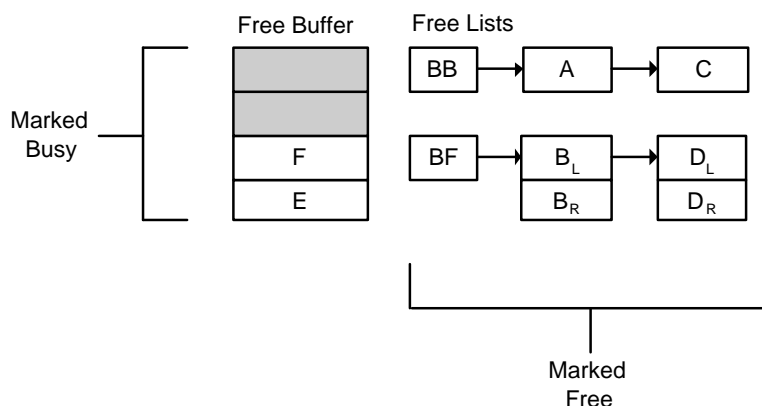 Free Buffer
Free Lists
BB
A
C
Marked
Busy
F
E
BF
B_L
D_L
B_R
D_R
Marked
Free